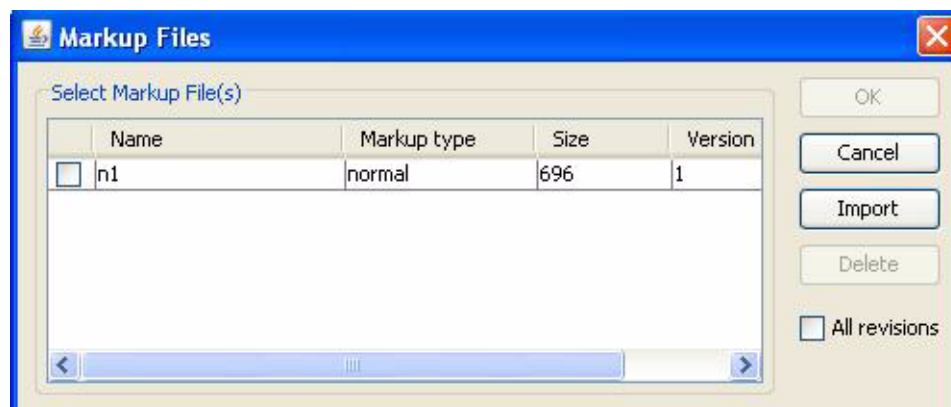 Markup Files
Select Markup File(s)
Name Markup type Size Version
n1 normal 696 1
OK
Cancel
Import
Delete
All revisions